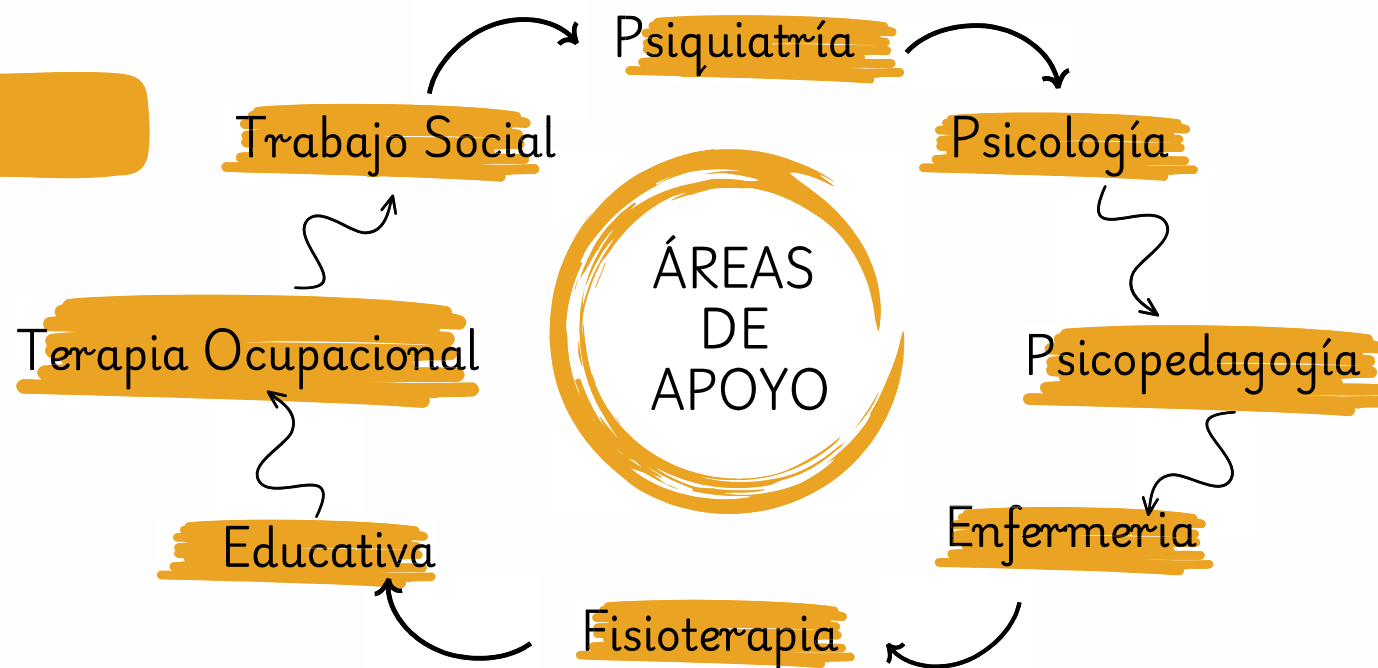 Psiquiatría
Psicología
Psicopedagogía
Enfermeria
Fisioterapia
Educativa
Terapia Ocupacional
Trabajo Social
ÁREAS
DE
APOYO